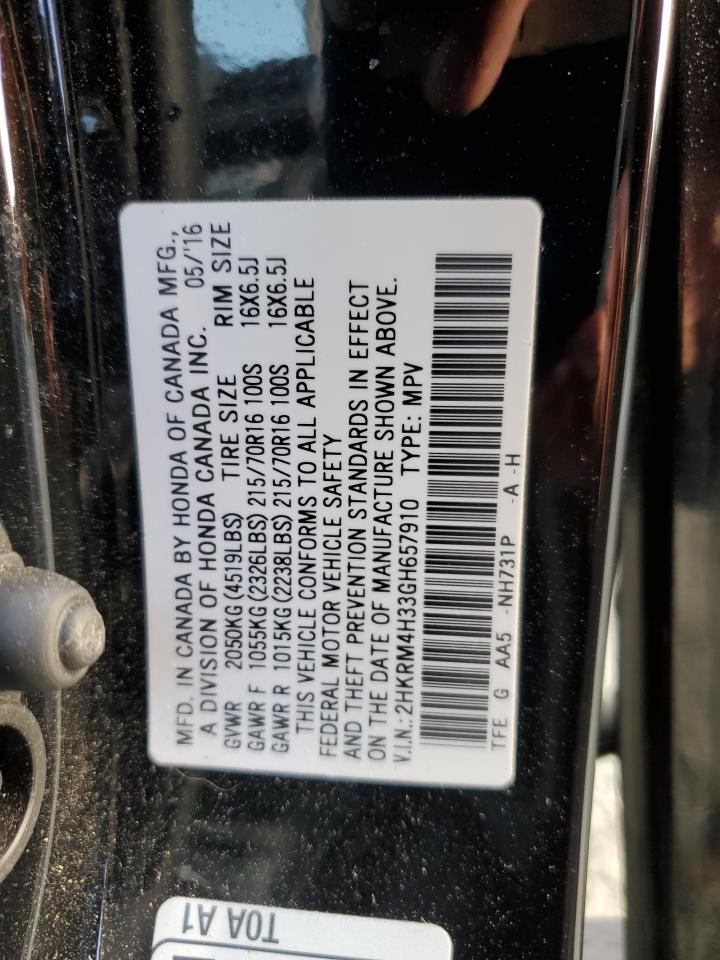 MFD. IN CANADA BY HONDA OF CANADA MFG.,
A DIVISION OF HONDA CANADA INC. 05/'16
GVWR 2050KG (4519LBS) TIRE SIZE RIM SIZE
GAWR F 1055KG (2326LBS) 215/70R16 100S 16X6.5J
GAWR R 1015KG (2238LBS) 215/70R16 100S 16X6.5J
THIS VEHICLE CONFORMS TO ALL APPLICABLE
FEDERAL MOTOR VEHICLE SAFETY
AND THEFT PREVENTION STANDARDS IN EFFECT
ON THE DATE OF MANUFACTURE SHOWN ABOVE.
V.I.N.: 2HKRM4H33GH657910 TYPE: MPV
TFE G AA5 -NH731P -A -H
TOA A1